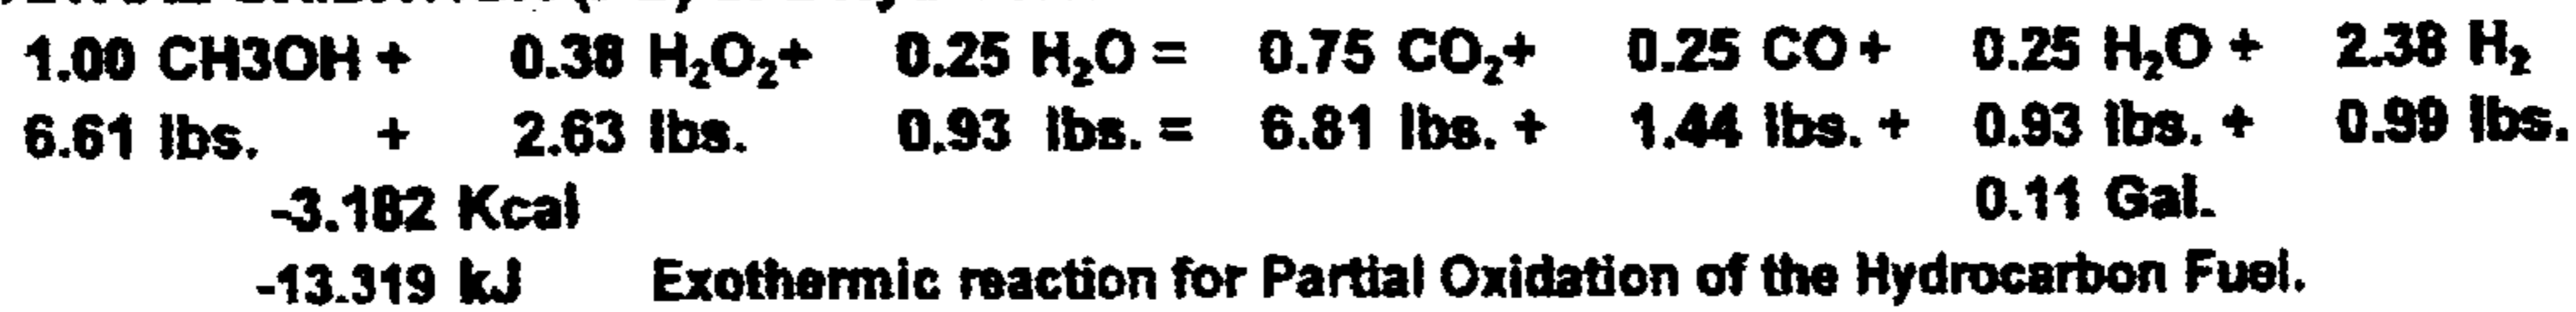 1.00 CH3OH + 0.38 H₂O₂+ 0.25 H₂O = 0.75 CO₂+ 0.25 CO+ 0.25 H₂O + 2.38 H₂
6.61 lbs. + 2.63 lbs. 0.93 lbs. = 6.81 lbs. + 1.44 lbs. + 0.93 lbs. + 0.99 lbs.
-3.182 Kcal 0.11 Gal.
-13.319 kJ Exothermic reaction for Partial Oxidation of the Hydrocarbon Fuel.